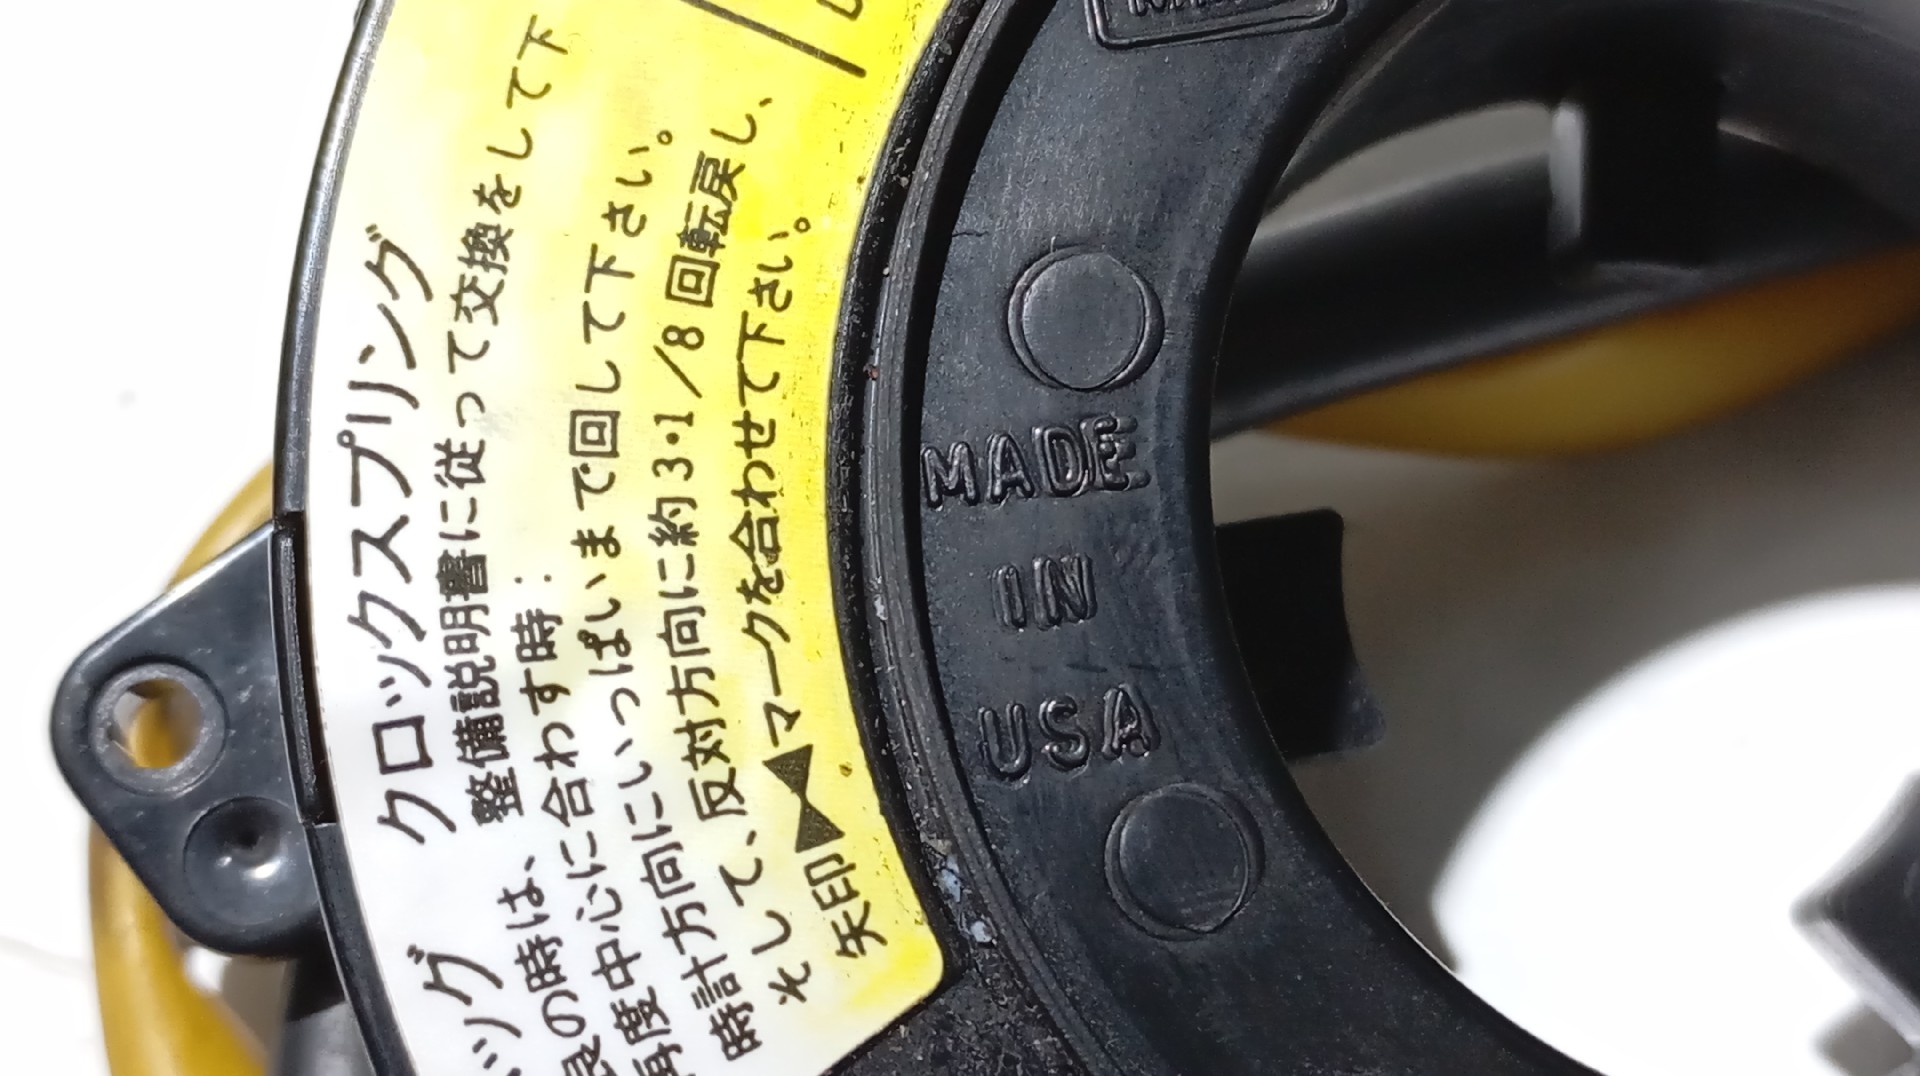 ッグ クロックスプリング
良の時は、整備説明書に従って交換をして下
再度中心に合わす時：
時計方向にいっぱいまで回して下さい。
そして、反対方向に約3・1/8回転戻し、
矢印▶◀マークを合わせて下さい。
MADE
IN
USA